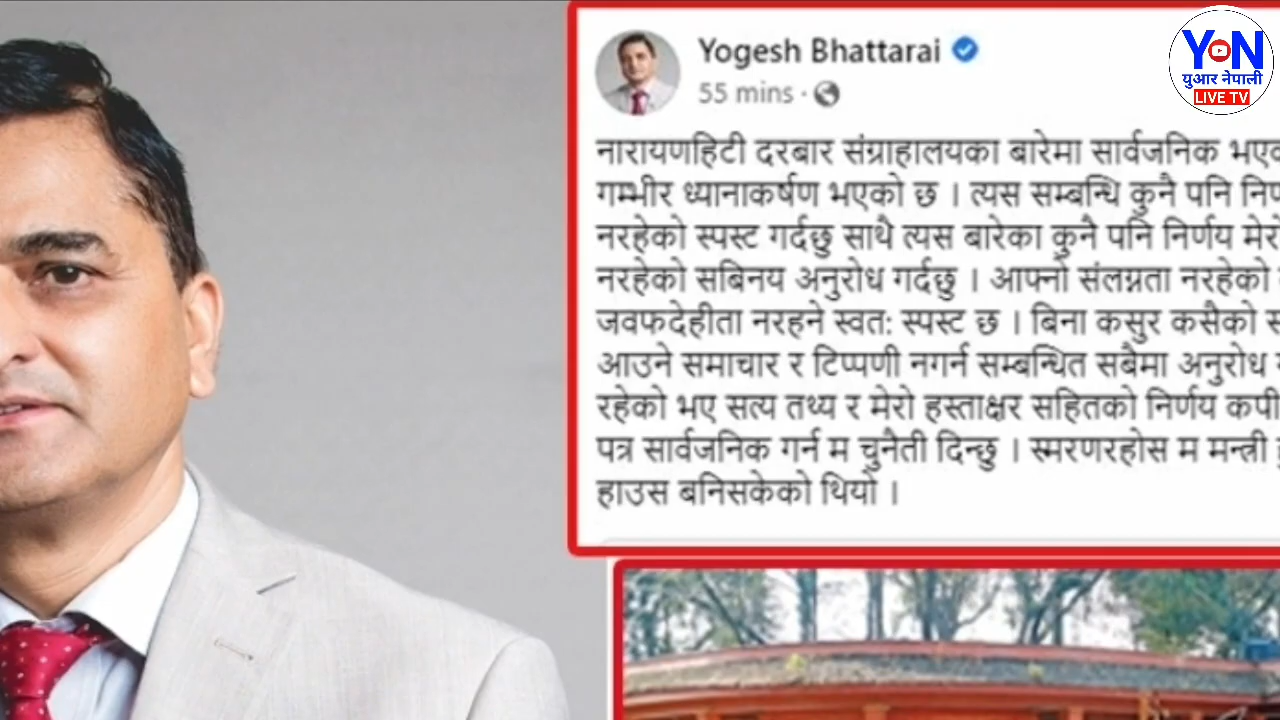 Yogesh Bhattarai
55 mins ·
YON
युआर नेपाली
LIVE TV
नारायणहिटी दरबार संग्राहालयका बारेमा सार्वजनिक
गम्भीर ध्यानाकर्षण भएको छ । त्यस सम्बन्धि कुनै पनि
नरहेको स्पस्ट गर्दछु साथै त्यस बारेका कुनै पनि निर्णय
नरहेको सबिनय अनुरोध गर्दछु । आफ्नो संलग्नता नरहेको
जवफदेहीता नरहने स्वत: स्पस्ट छ । बिना कसुर कसैको
आउने समाचार र टिप्पणी नगर्न सम्बन्धित सबैमा अनुरोध
रहेको भए सत्य तथ्य र मेरो हस्ताक्षर सहितको निर्णय कपी
पत्र सार्वजनिक गर्न म चुनैती दिन्छु । स्मरणरहोस म मन्त्री
हाउस बनिसकेको थियो ।